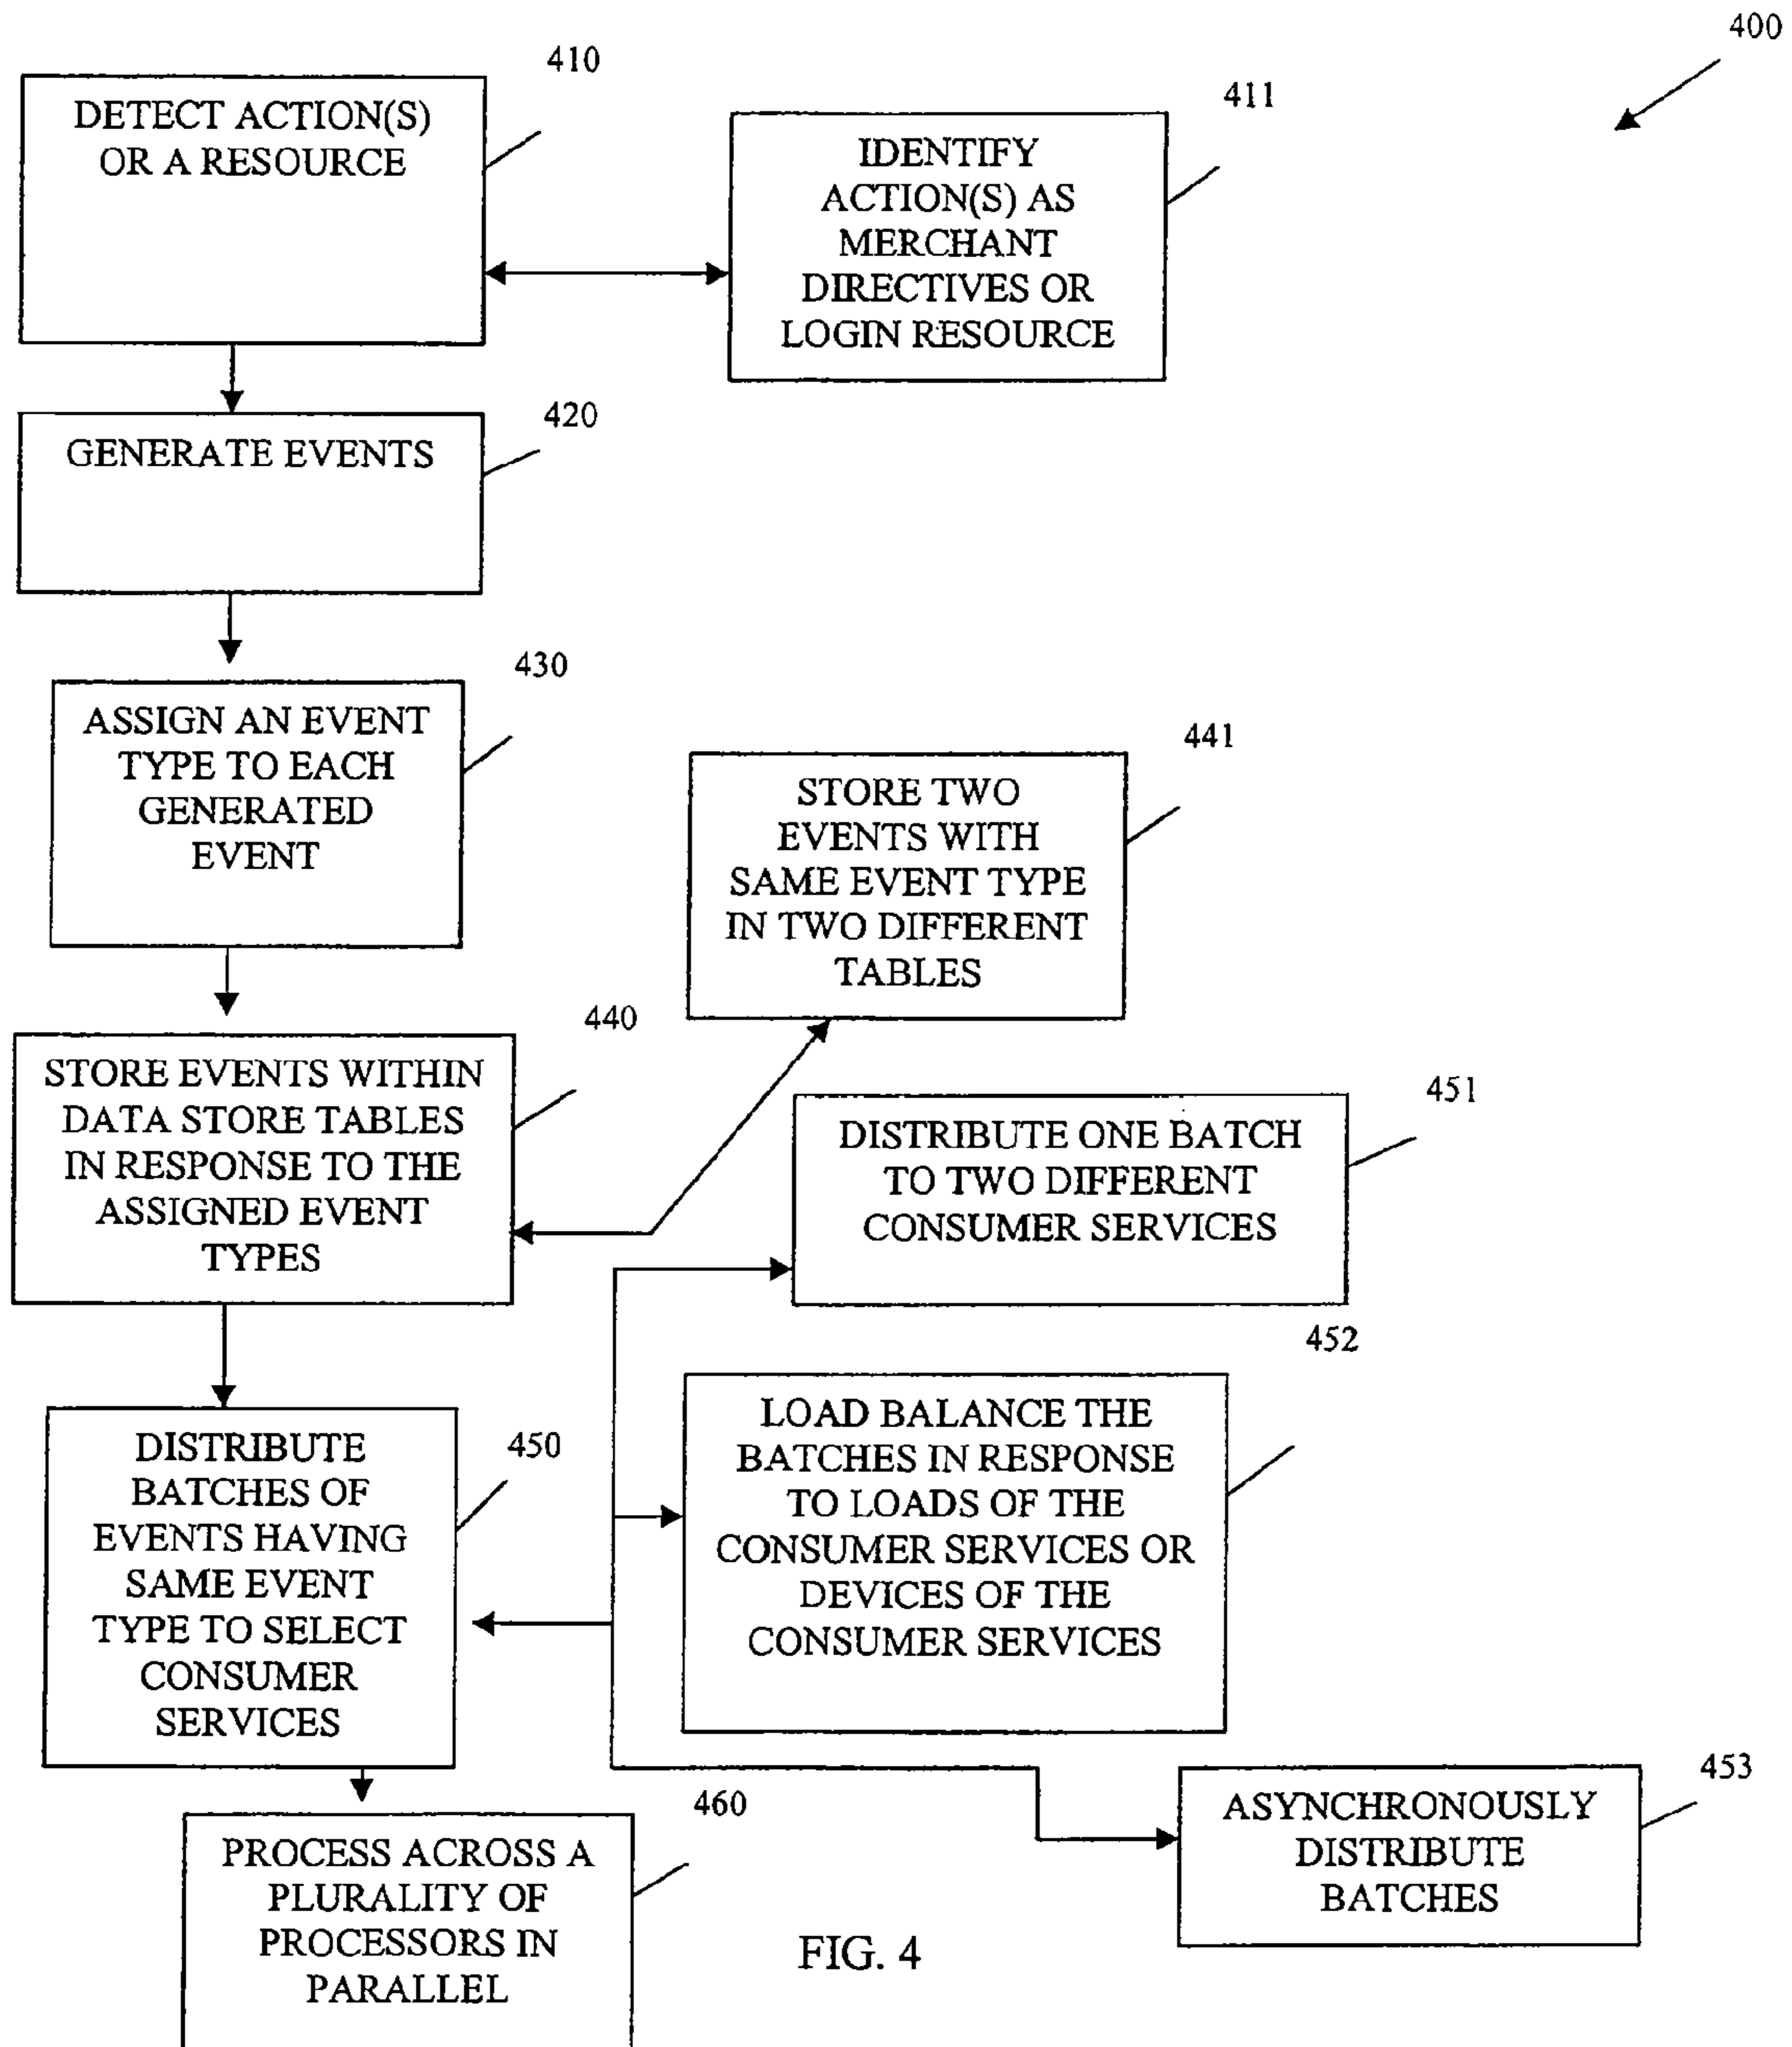 400
410
DETECT ACTION(S)
OR A RESOURCE
411
IDENTIFY
ACTION(S) AS
MERCHANT
DIRECTIVES OR
LOGIN RESOURCE
420
GENERATE EVENTS
430
ASSIGN AN EVENT
TYPE TO EACH
GENERATED
EVENT
441
STORE TWO
EVENTS WITH
SAME EVENT TYPE
IN TWO DIFFERENT
TABLES
440
STORE EVENTS WITHIN
DATA STORE TABLES
IN RESPONSE TO THE
ASSIGNED EVENT
TYPES
451
DISTRIBUTE ONE BATCH
TO TWO DIFFERENT
CONSUMER SERVICES
452
LOAD BALANCE THE
BATCHES IN RESPONSE
TO LOADS OF THE
CONSUMER SERVICES OR
DEVICES OF THE
CONSUMER SERVICES
450
DISTRIBUTE
BATCHES OF
EVENTS HAVING
SAME EVENT
TYPE TO SELECT
CONSUMER
SERVICES
453
ASYNCHRONOUSLY
DISTRIBUTE
BATCHES
460
PROCESS ACROSS A
PLURALITY OF
PROCESSORS IN
PARALLEL
FIG. 4